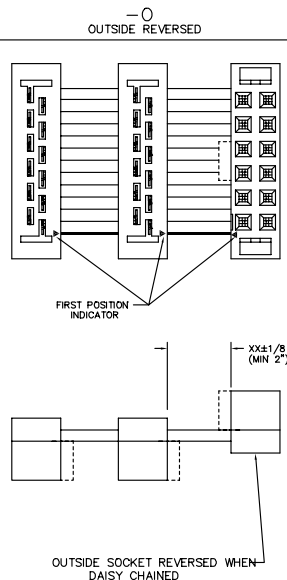 -O
OUTSIDE REVERSED
FIRST POSITION
INDICATOR
XX±1/8
(MIN 2")
OUTSIDE SOCKET REVERSED WHEN
DAISY CHAINED